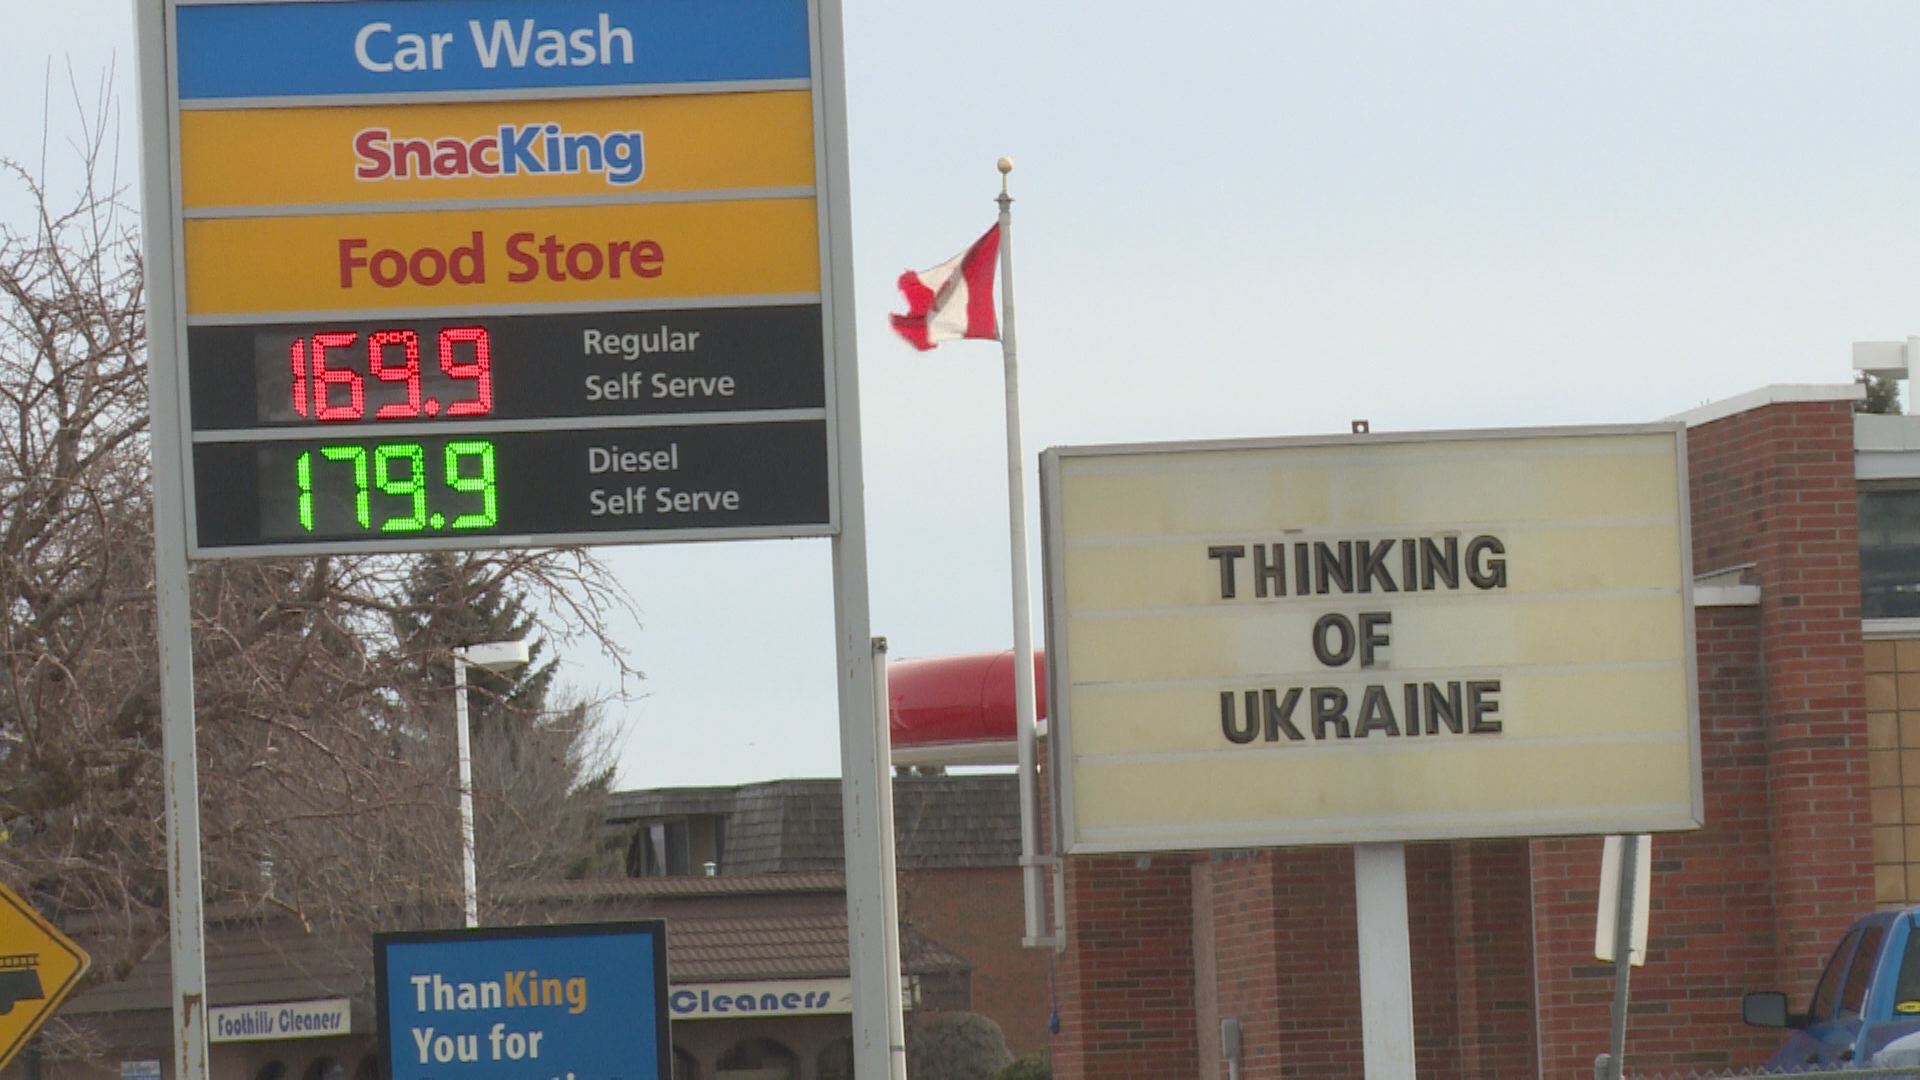 Car Wash
SnacKing
Food Store
169.9 Regular
Self Serve
179.9 Diesel
Self Serve
THINKING
OF
UKRAINE
Foothills Cleaners
Cleaners
ThanKing
You for